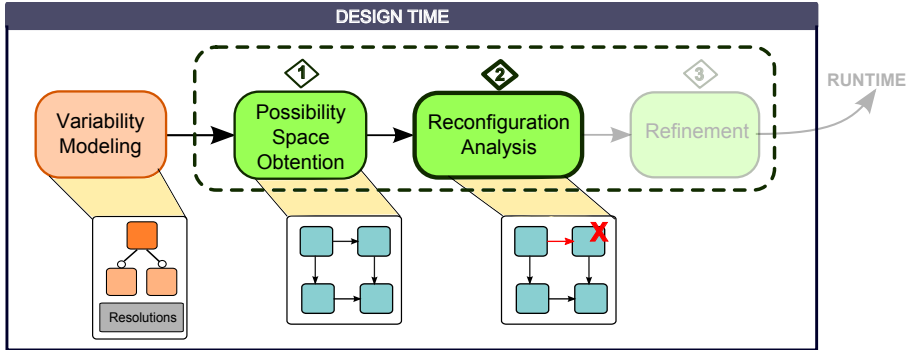 DESIGN TIME
1
2
3
RUNTIME
Variability
Modeling
Possibility
Space
Obtention
Reconfiguration
Analysis
Refinement
X
Resolutions